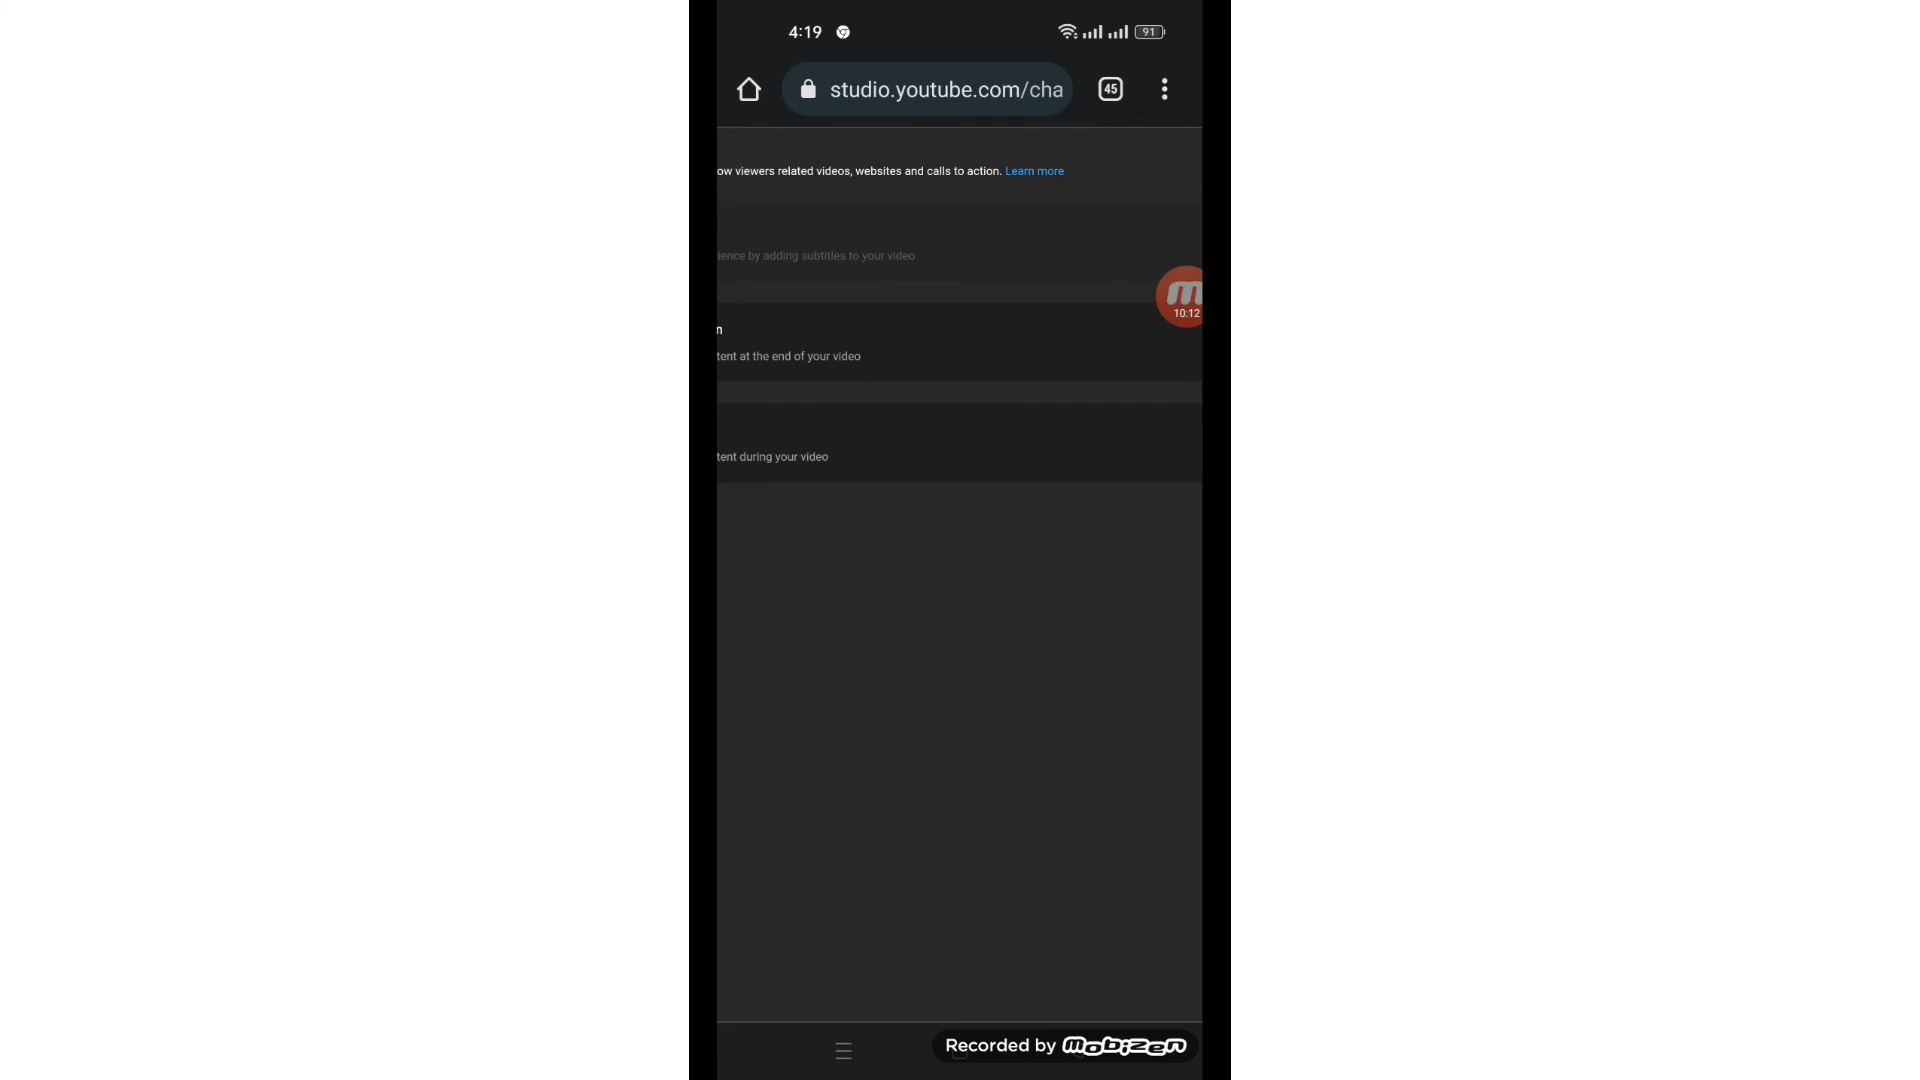 4:19
91
studio.youtube.com/cha
45
ow viewers related videos, websites and calls to action. Learn more
ience by adding subtitles to your video
10:12
n
tent at the end of your video
tent during your video
Recorded by mobizen